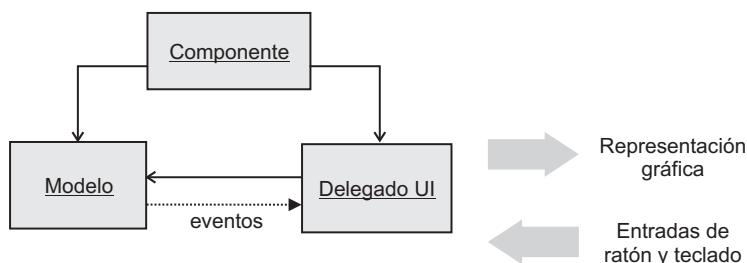 Componente
Modelo
Delegado UI
eventos
Representación
gráfica
Entradas de
ratón y teclado